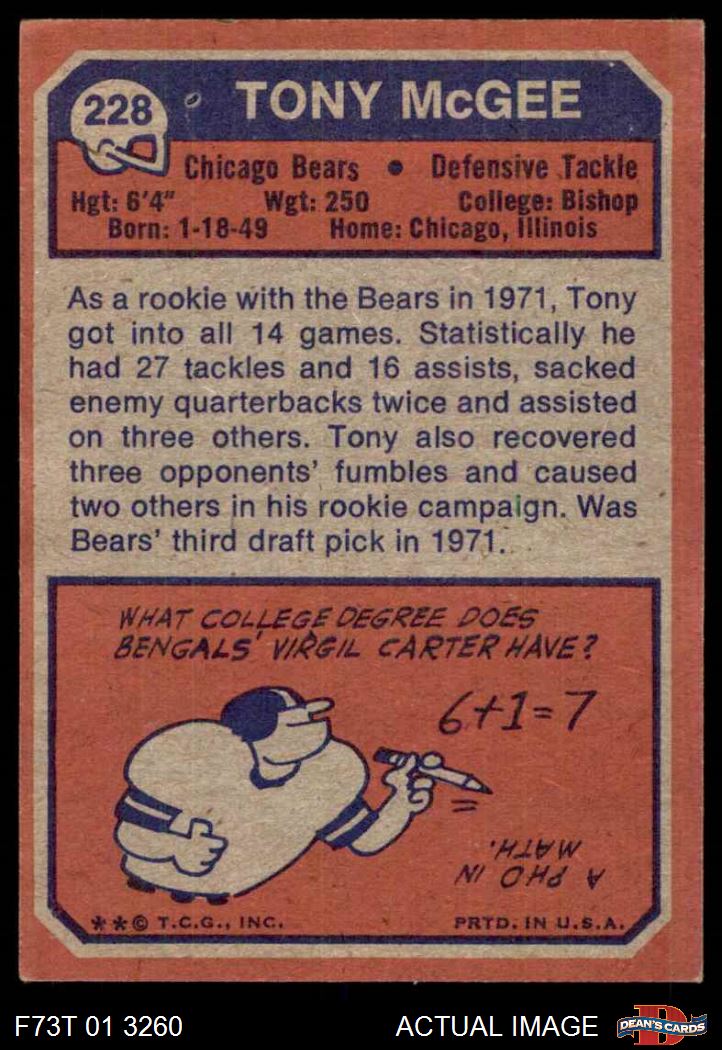 228
TONY McGEE
Chicago Bears • Defensive Tackle
Hgt: 6'4" Wgt: 250 College: Bishop
Born: 1-18-49 Home: Chicago, Illinois
As a rookie with the Bears in 1971, Tony
got into all 14 games. Statistically he
had 27 tackles and 16 assists, sacked
enemy quarterbacks twice and assisted
on three others. Tony also recovered
three opponents' fumbles and caused
two others in his rookie campaign. Was
Bears' third draft pick in 1971.
WHAT COLLEGE DEGREE DOES
BENGALS' VIRGIL CARTER HAVE?
6+1=7
A PHD IN
MATH.
**© T.C.G., INC. PRTD. IN U.S.A.
F73T 01 3260 ACTUAL IMAGE
D
DEAN'S CARDS